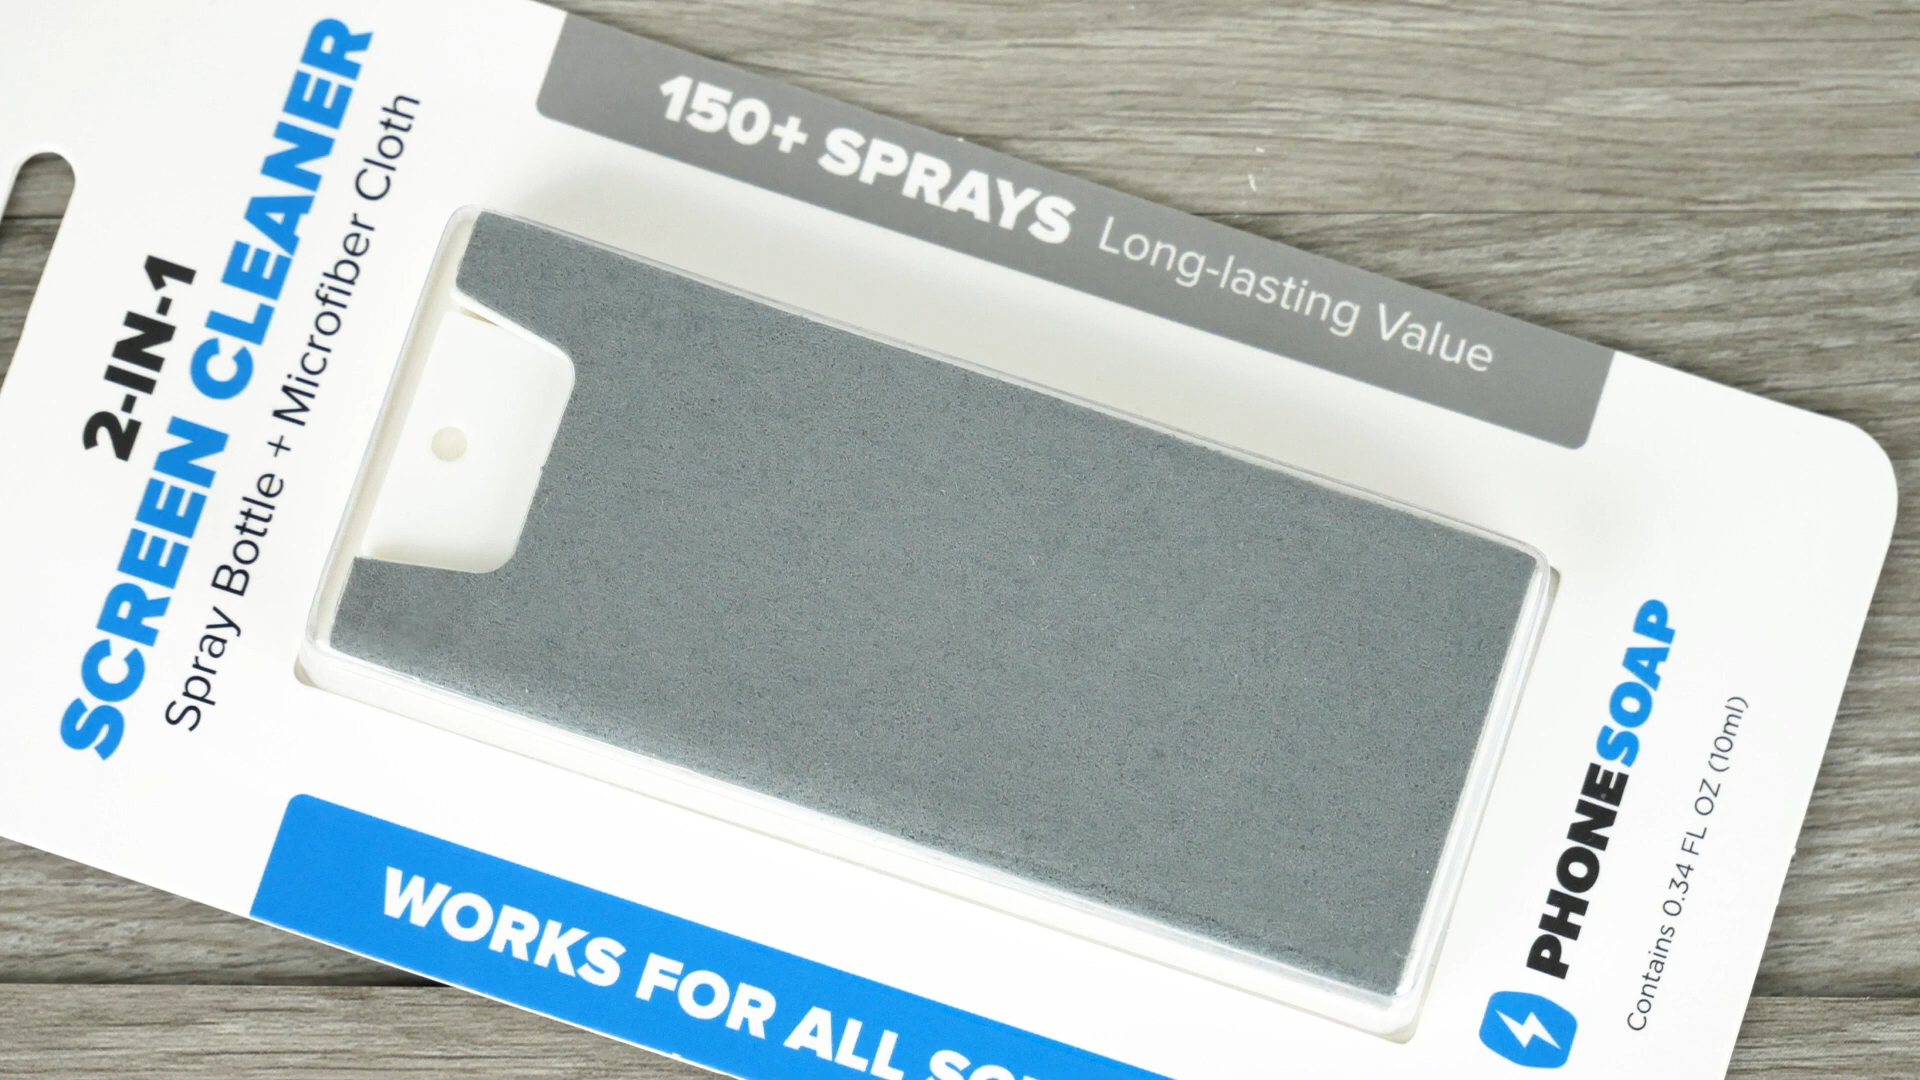 2-IN-1
SCREEN CLEANER
Spray Bottle + Microfiber Cloth
150+ SPRAYS Long-lasting Value
WORKS FOR ALL
PHONESOAP
Contains 0.34 FL OZ (10ml)